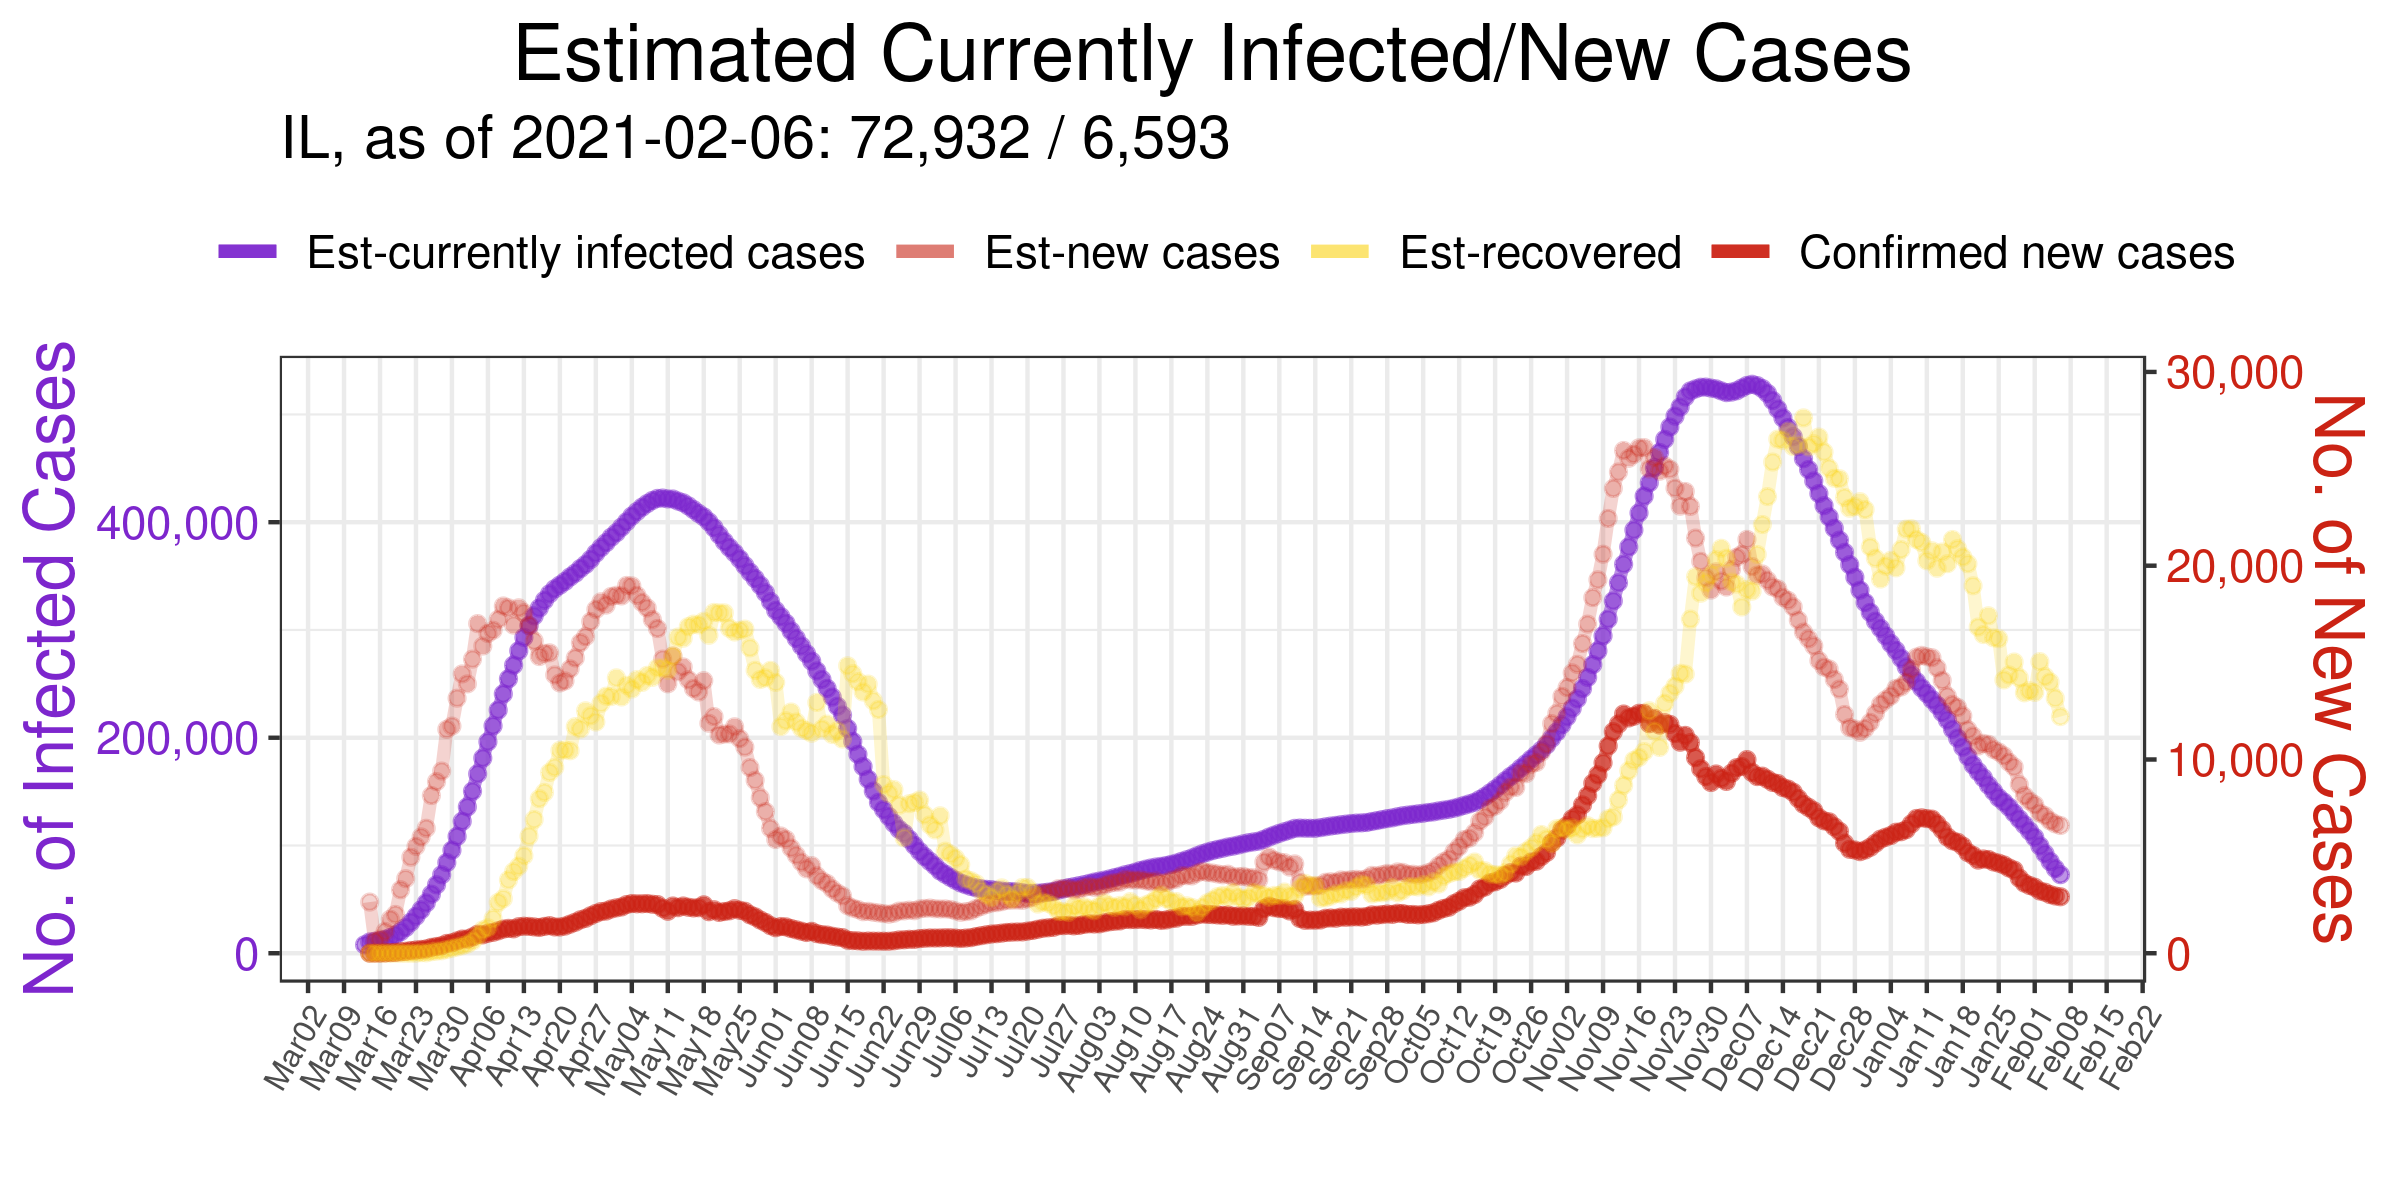 Estimated Currently Infected/New Cases
IL, as of 2021-02-06: 72,932 / 6,593
Est-currently infected cases Est-new cases Est-recovered Confirmed new cases
No. of Infected Cases
400,000
200,000
0
30,000
20,000
10,000
0
No. of New Cases
Mar02 Mar09 Mar16 Mar23 Mar30 Apr06 Apr13 Apr20 Apr27 May04 May11 May18 May25 Jun01 Jun08 Jun15 Jun22 Jun29 Jul06 Jul13 Jul20 Jul27 Aug03 Aug10 Aug17 Aug24 Aug31 Sep07 Sep14 Sep21 Sep28 Oct05 Oct12 Oct19 Oct26 Nov02 Nov09 Nov16 Nov23 Nov30 Dec07 Dec14 Dec21 Dec28 Jan04 Jan11 Jan18 Jan25 Feb01 Feb08 Feb15 Feb22